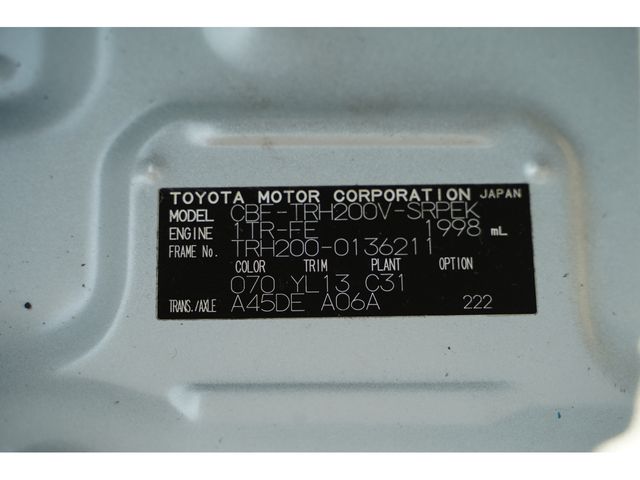 TOYOTA MOTOR CORPORATION JAPAN
MODEL CBF-TRH200V-SRPEK
ENGINE 1TR-FE 1998 mL
FRAME No. TRH200-0136211
COLOR TRIM PLANT OPTION
070 YL13 C31
TRANS./AXLE A45DE A06A 222